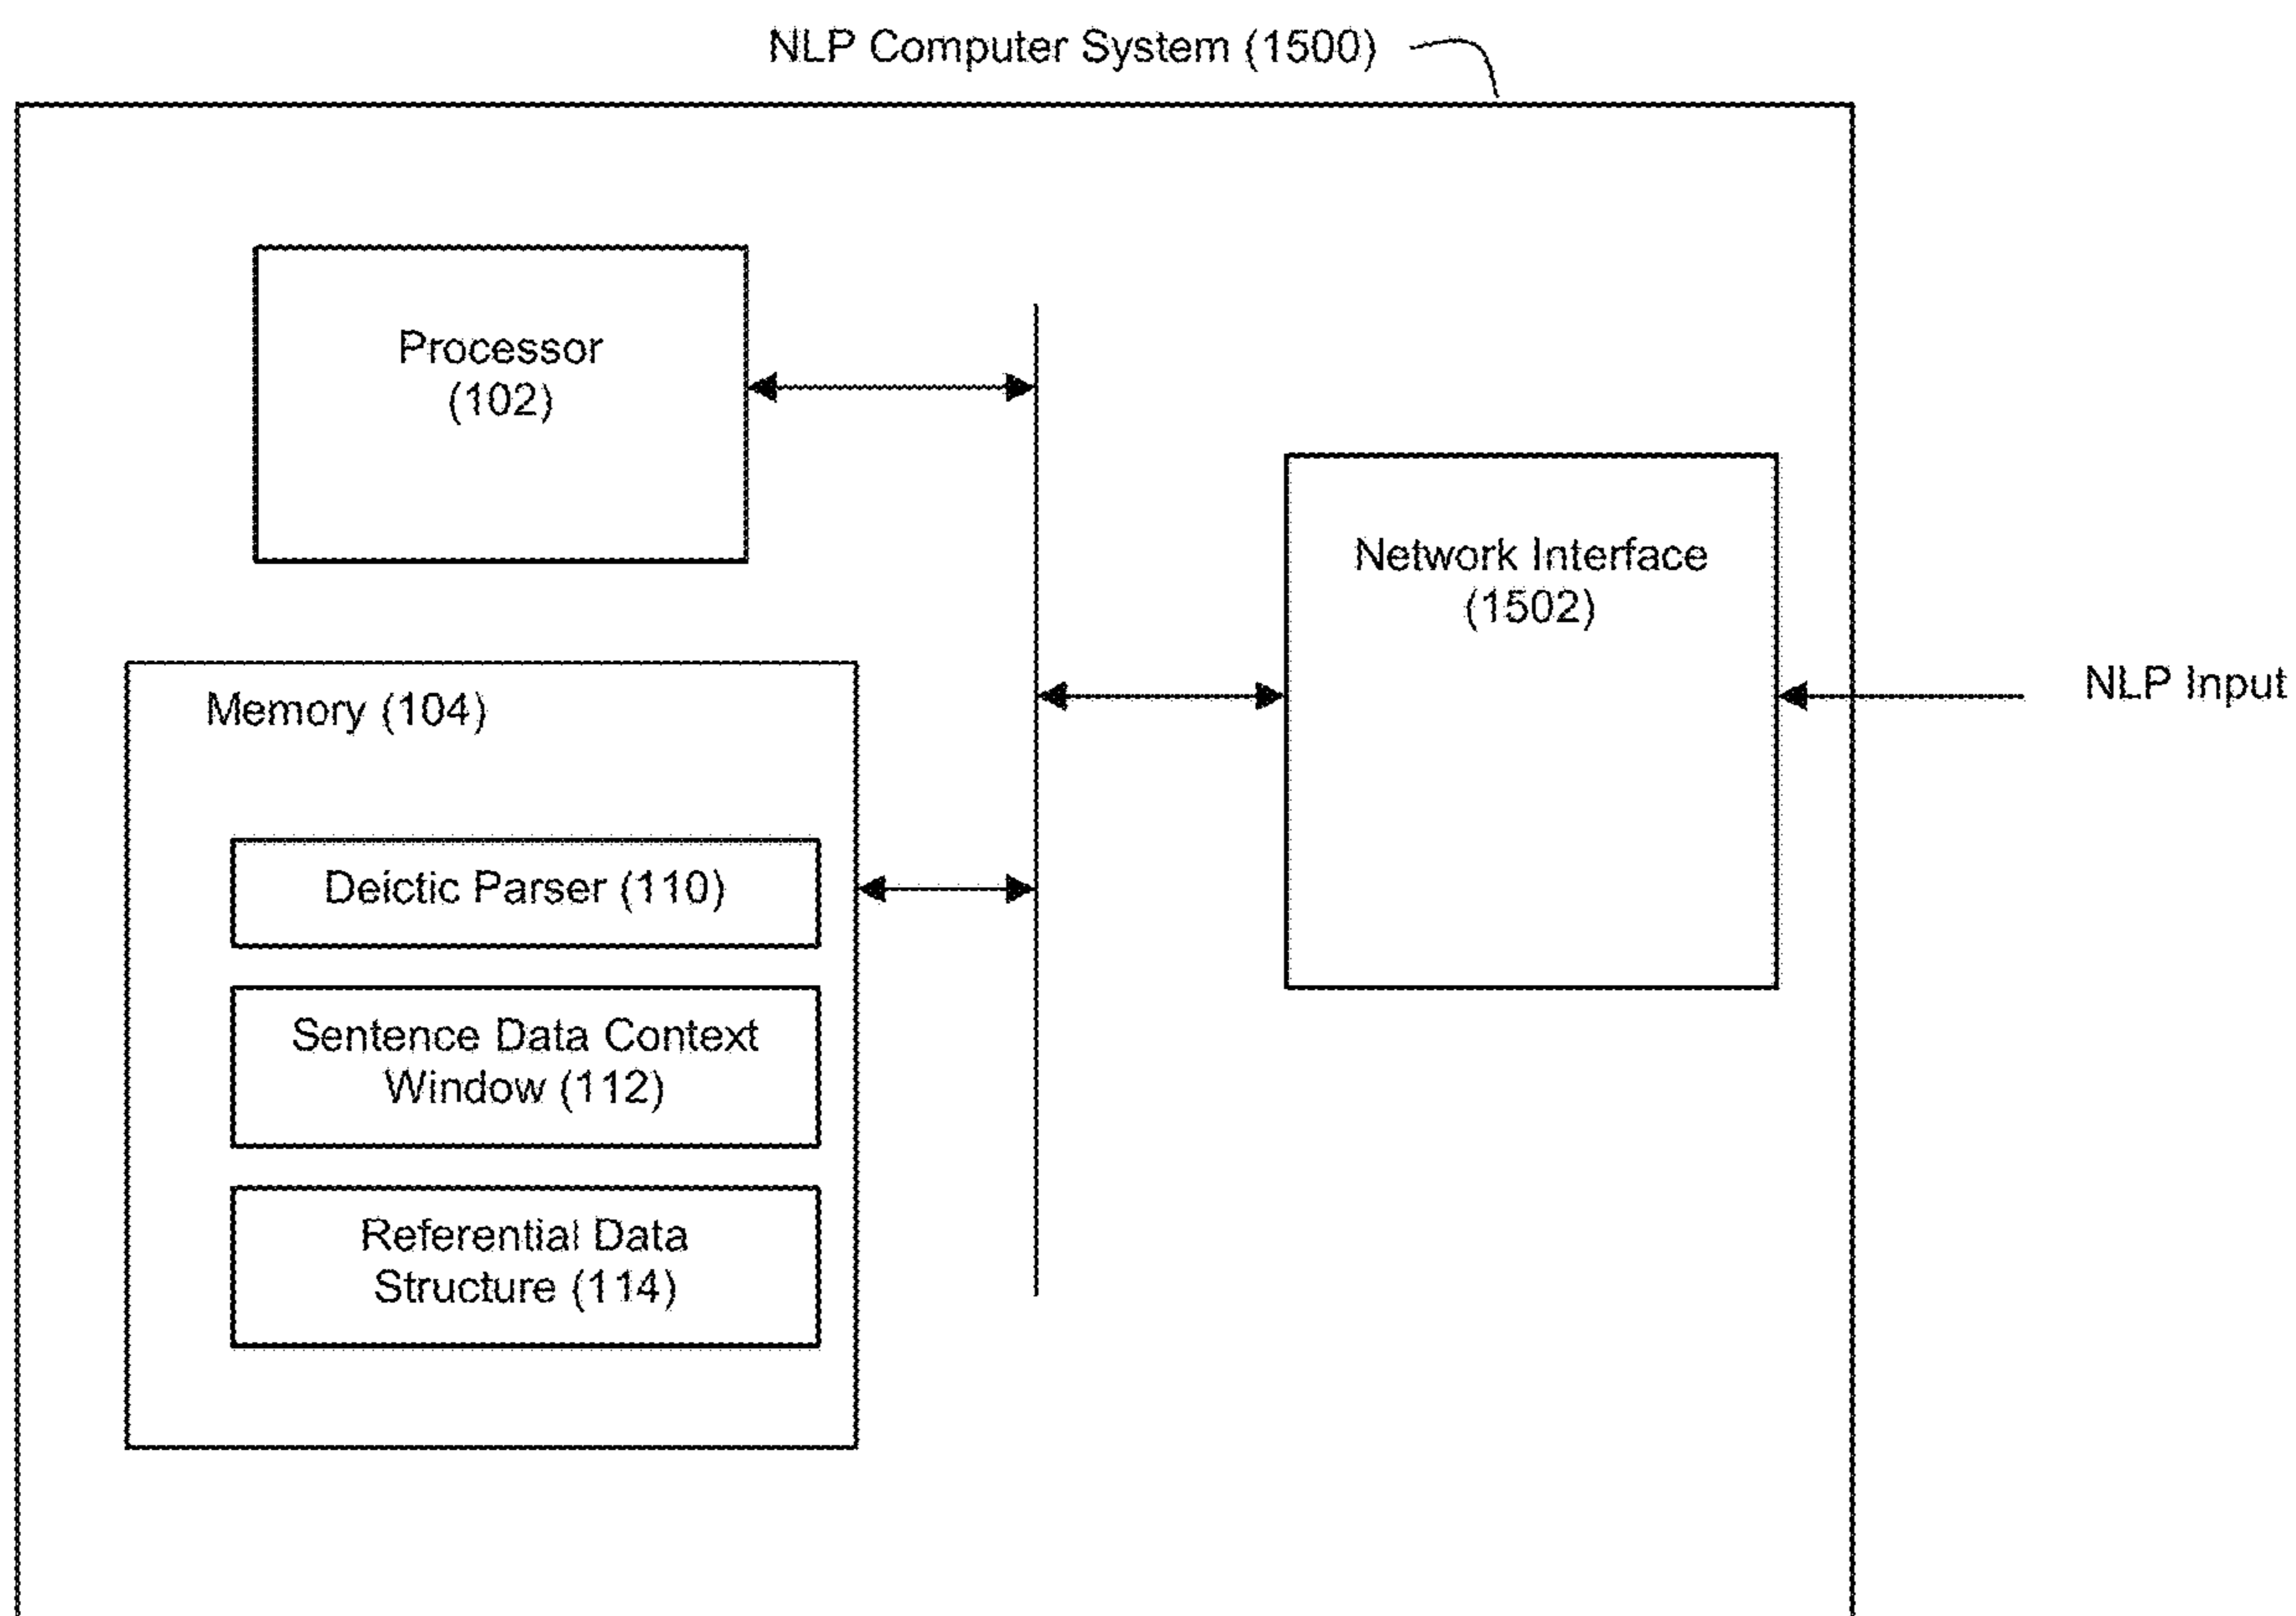 NLP Computer System (1500)
Processor
(102)
Network Interface
(1502)
NLP Input
Memory (104)
Deictic Parser (110)
Sentence Data Context
Window (112)
Referential Data
Structure (114)